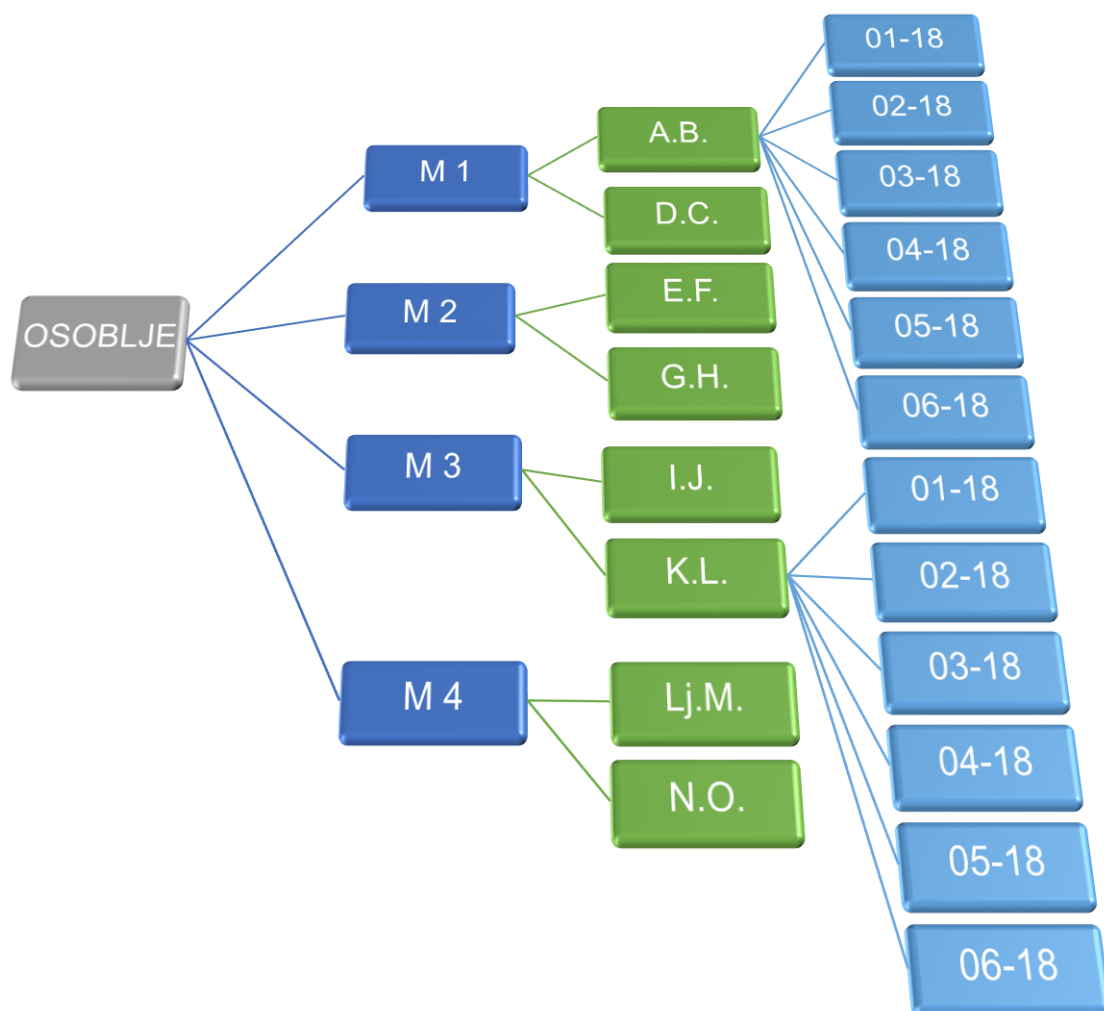 OSOBLJE
M 1
A.B.
01-18
02-18
03-18
04-18
05-18
06-18
D.C.
M 2
E.F.
G.H.
M 3
I.J.
K.L.
01-18
02-18
03-18
04-18
05-18
06-18
M 4
Lj.M.
N.O.